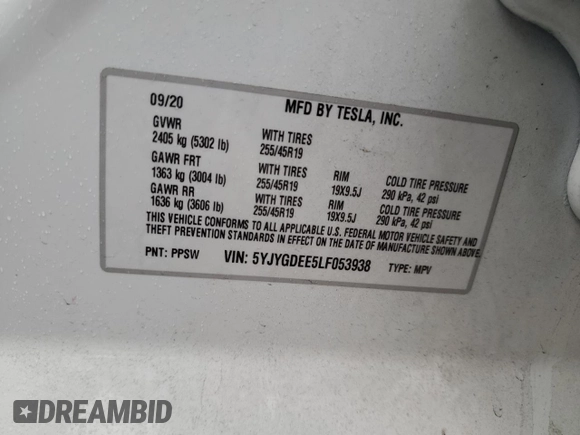 09/20 MFD BY TESLA, INC.
GVWR
2405 kg (5302 lb) WITH TIRES 255/45R19
GAWR FRT
1363 kg (3004 lb) WITH TIRES 255/45R19 RIM 19X9.5J COLD TIRE PRESSURE 290 kPa, 42 psi
GAWR RR
1636 kg (3606 lb) WITH TIRES 255/45R19 RIM 19X9.5J COLD TIRE PRESSURE 290 kPa, 42 psi
THIS VEHICLE CONFORMS TO ALL APPLICABLE U.S. FEDERAL MOTOR VEHICLE SAFETY AND
THEFT PREVENTION STANDARDS IN EFFECT ON THE DATE OF MANUFACTURE SHOWN ABOVE.
PNT: PPSW VIN: 5YJYGDEE5LF053938 TYPE: MPV
DREAMBID